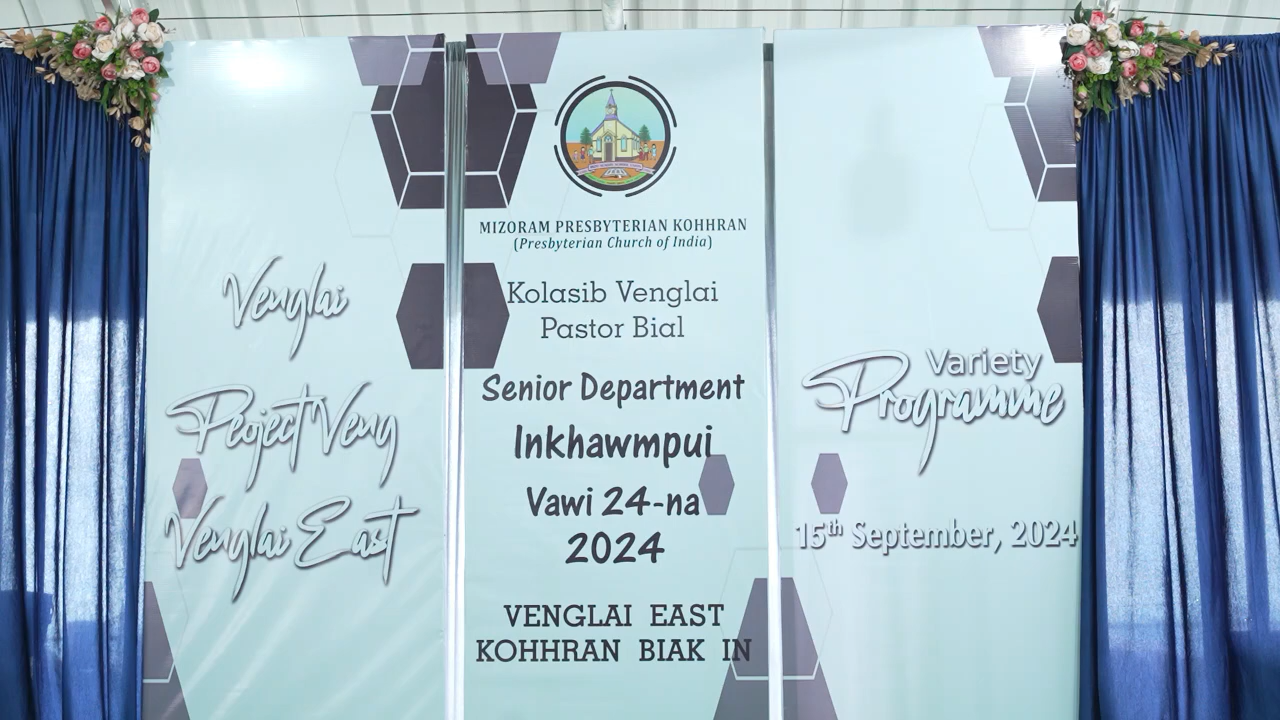 Venglai
Peoject Veng
Venglai East
MIZORAM PRESBYTERIAN KOHHRAN
(Presbyterian Church of India)
Kolasib Venglai
Pastor Bial
Senior Department
Inkhawmpui
Vawi 24-na
2024
VENGLAI EAST
KOHHRAN BIAK IN
Variety
Programme
15th September, 2024